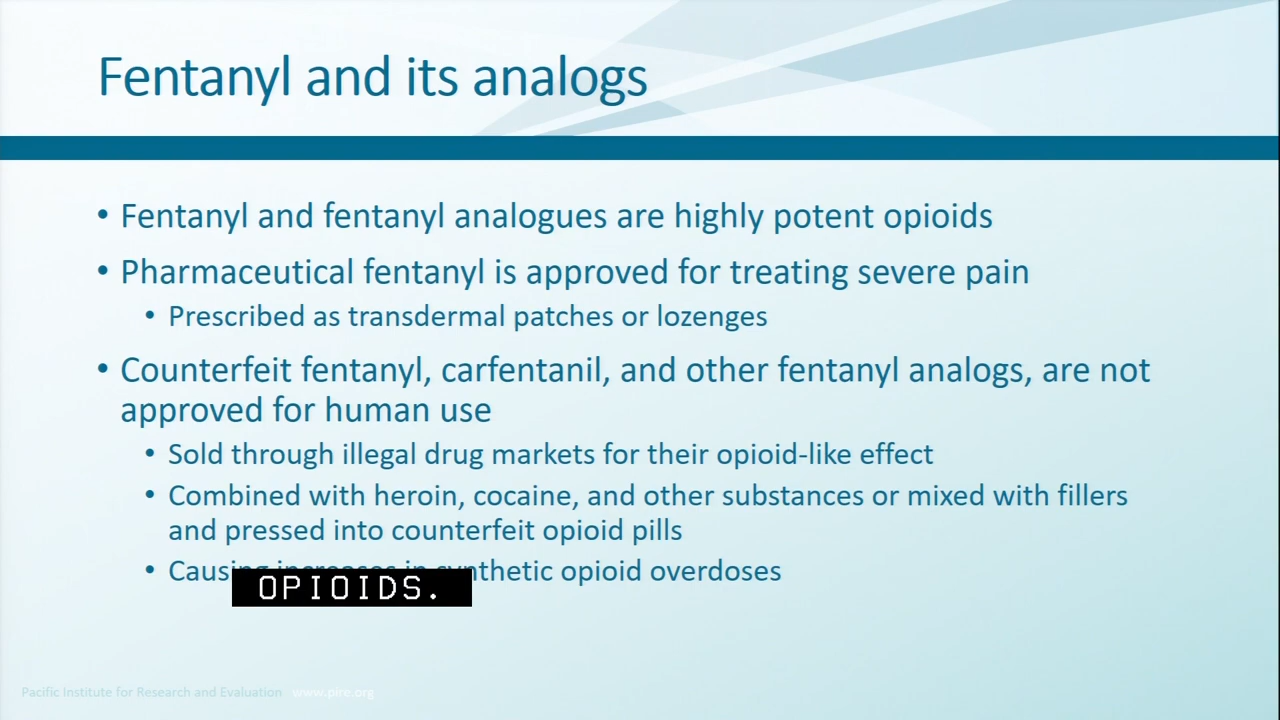 Fentanyl and its analogs
• Fentanyl and fentanyl analogues are highly potent opioids
• Pharmaceutical fentanyl is approved for treating severe pain
• Prescribed as transdermal patches or lozenges
• Counterfeit fentanyl, carfentanil, and other fentanyl analogs, are not
approved for human use
• Sold through illegal drug markets for their opioid-like effect
• Combined with heroin, cocaine, and other substances or mixed with fillers
and pressed into counterfeit opioid pills
• Causing increases in synthetic opioid overdoses
OPIOIDS.
Pacific Institute for Research and Evaluation www.pire.org